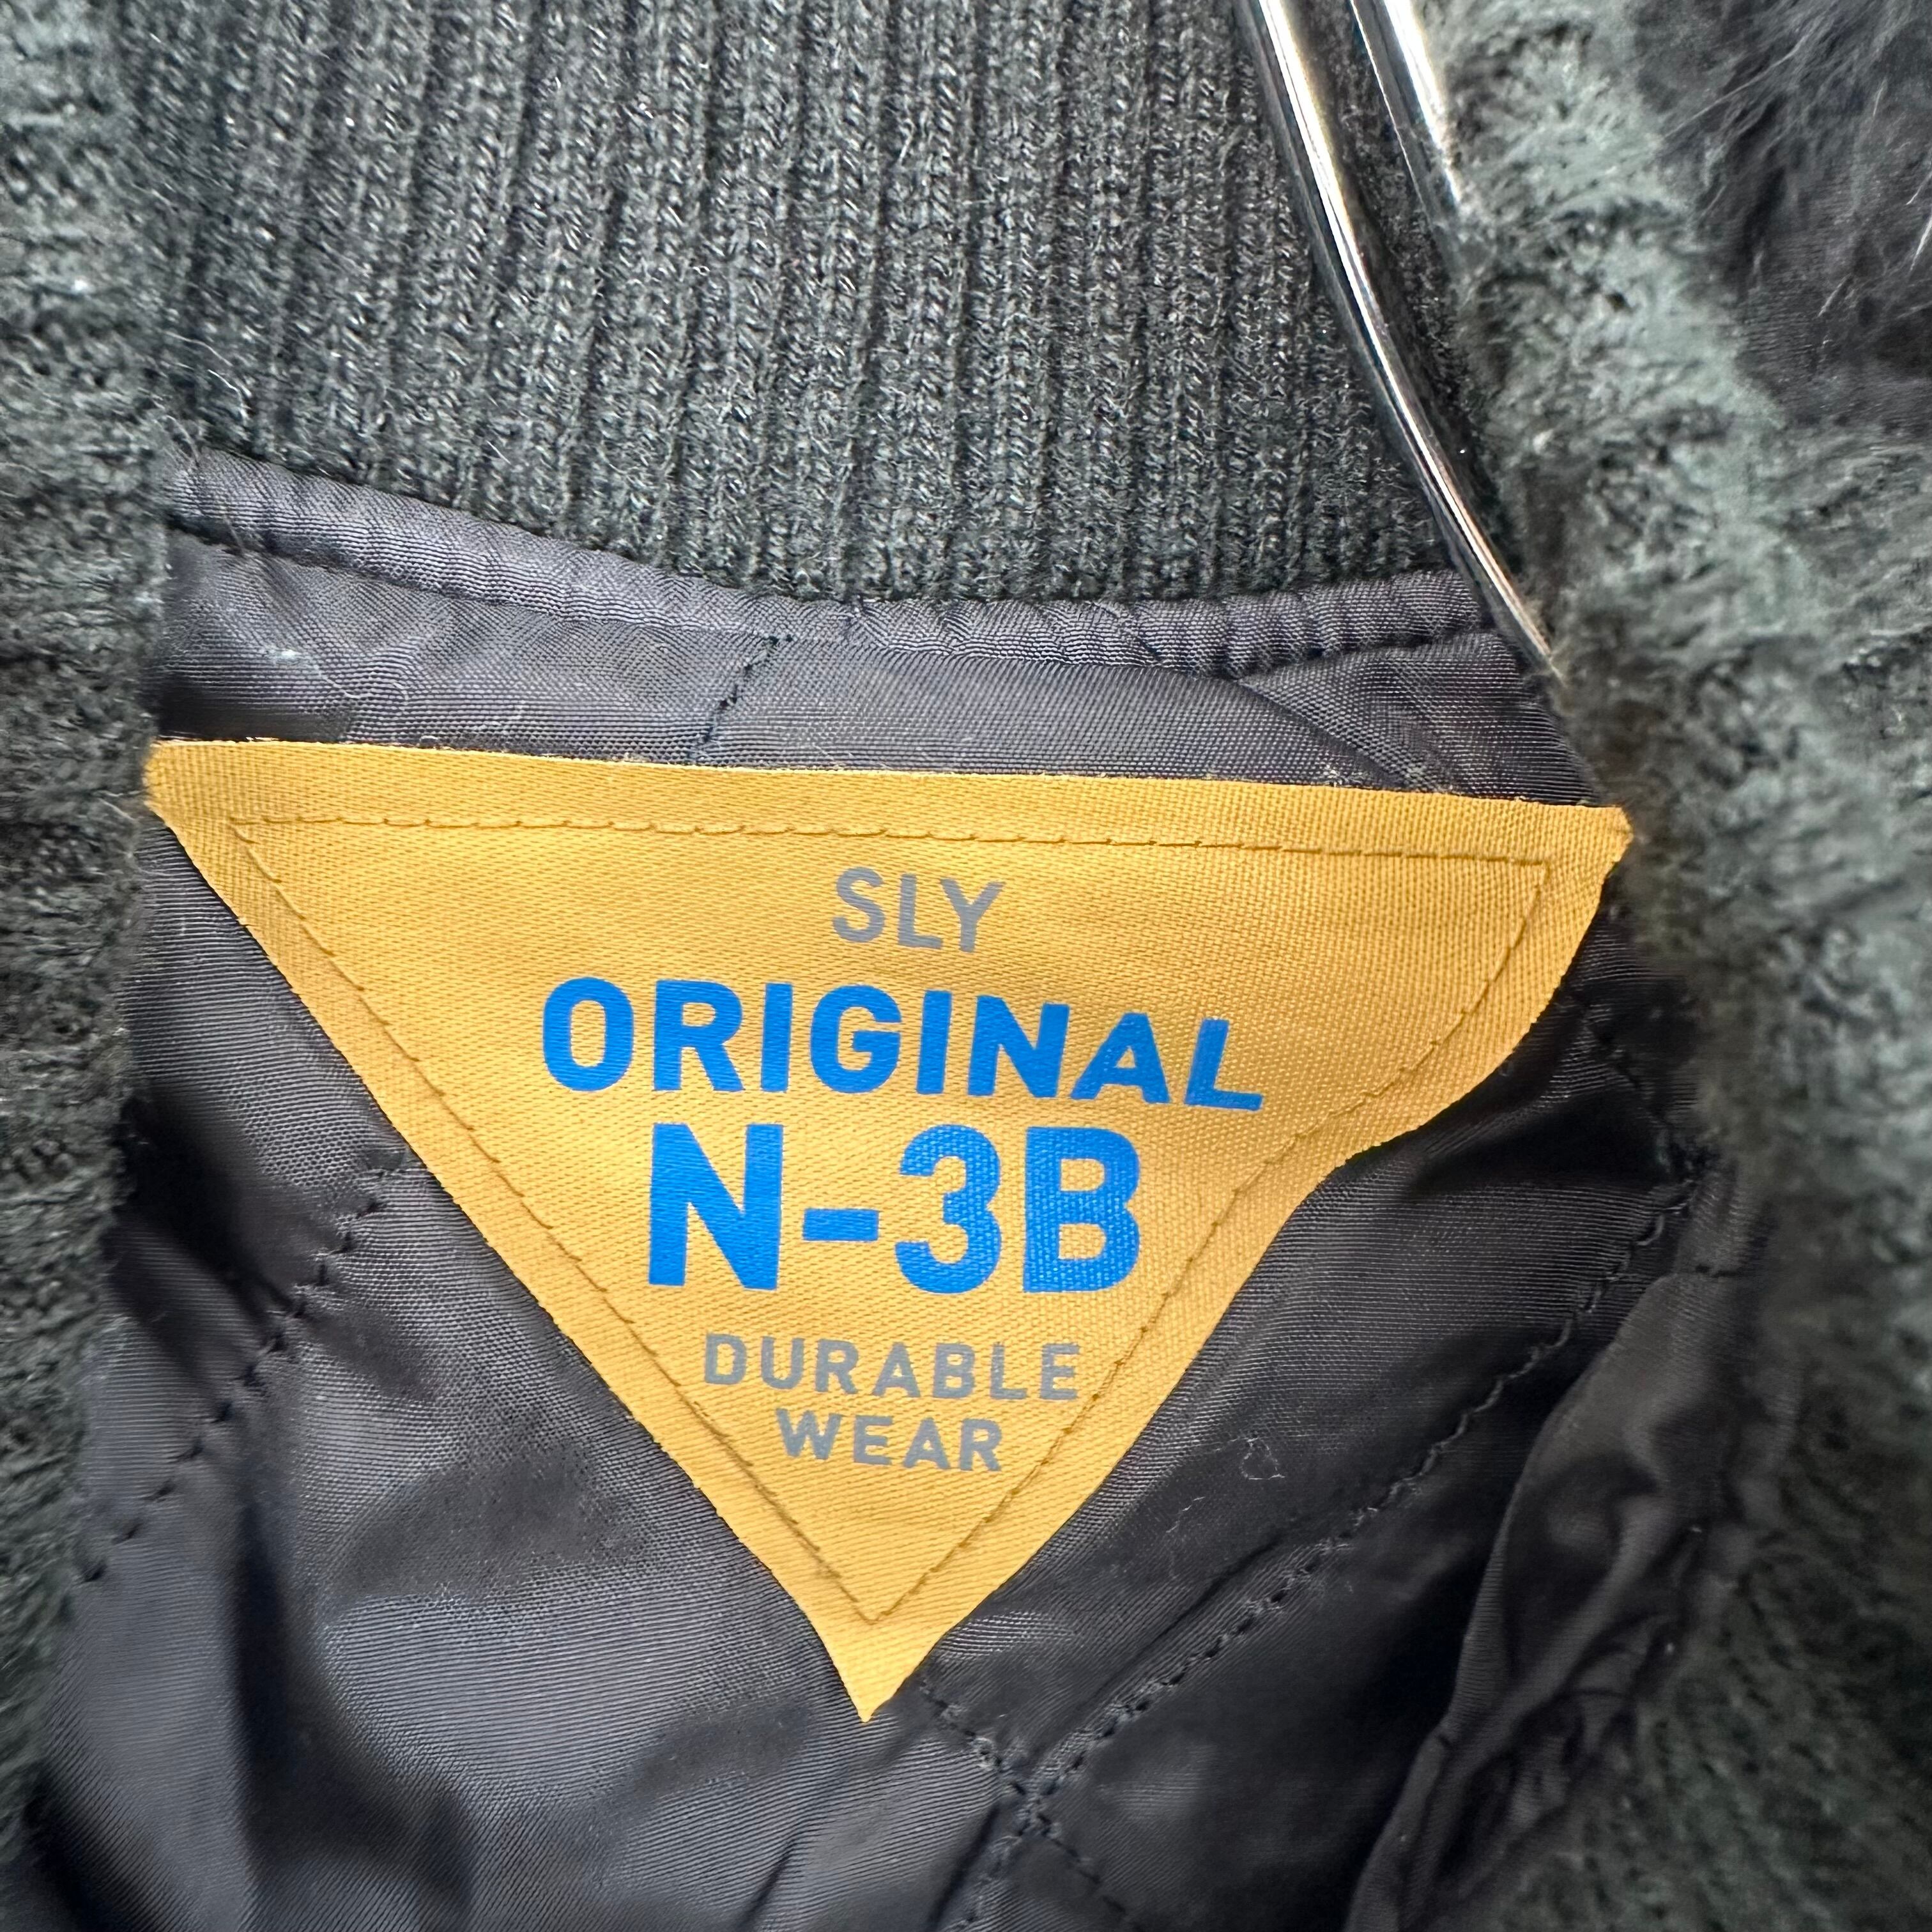 SLY
ORIGINAL
N-3B
DURABLE
WEAR